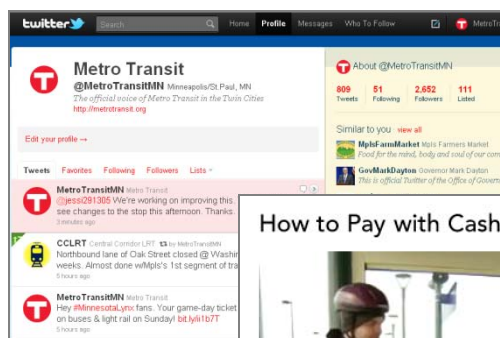 twitter
Search
Home Profile Messages Who To Follow
MetroTra
T
Metro Transit
@MetroTransitMN Minneapolis/St.Paul, MN
The official voice of Metro Transit in the Twin Cities
http://metrotransit.org
Edit your profile →
Tweets Favorites Following Followers Lists
MetroTransitMN Metro Transit
@jessi291305 We're working on improving this.
see changes to the stop this afternoon. Thanks.
3 minutes ago
CCLRT Central Corridor LRT by MetroTransitMN
Northbound lane of Oak Street closed @ Washin
weeks. Almost done w/Mpls's 1st segment of tra
5 hours ago
MetroTransitMN Metro Transit
Hey #MinnesotaLynx fans. Your game-day ticket
on buses & light rail on Sunday! bit.ly/li1b7T
5 hours ago
About @MetroTransitMN
809 51 2,652 111
Tweets Following Followers Listed
Similar to you view all
MplsFarmMarket Mpls Farmers Market
Food for the mind, body and soul of our com
GovMarkDayton Governor Mark Dayton
This is official Twitter of the Office of Govern
How to Pay with Cash